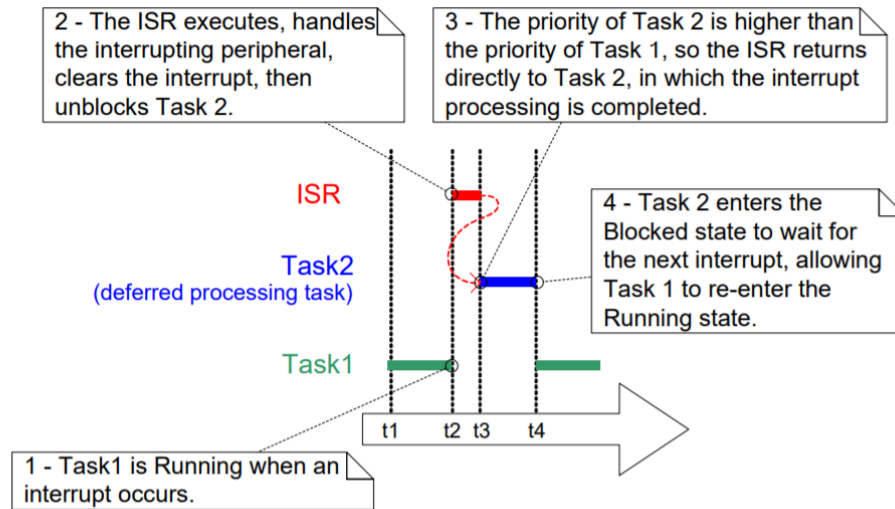 2 - The ISR executes, handles
the interrupting peripheral,
clears the interrupt, then
unblocks Task 2.
3 - The priority of Task 2 is higher than
the priority of Task 1, so the ISR returns
directly to Task 2, in which the interrupt
processing is completed.
ISR
4 - Task 2 enters the
Blocked state to wait for
the next interrupt, allowing
Task 1 to re-enter the
Running state.
Task2
(deferred processing task)
Task1
t1 t2 t3 t4
1 - Task1 is Running when an
interrupt occurs.